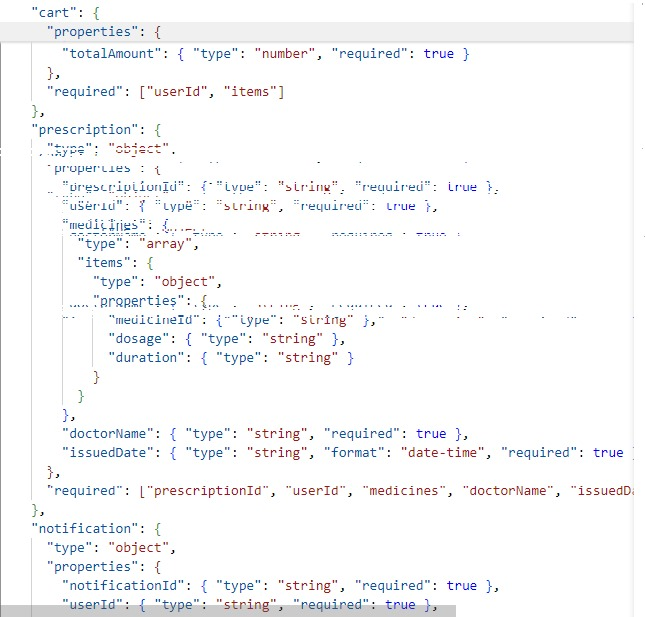 "cart": {
"properties": {
"totalAmount": { "type": "number", "required": true }
},
"required": ["userId", "items"]
},
"prescription": {
"type": "object",
"properties": {
"prescriptionId": { "type": "string", "required": true },
"userId": { "type": "string", "required": true },
"medicines": {
"type": "array",
"items": {
"type": "object",
"properties": {
"medicineId": { "type": "string" },
"dosage": { "type": "string" },
"duration": { "type": "string" }
}
}
},
"doctorName": { "type": "string", "required": true },
"issuedDate": { "type": "string", "format": "date-time", "required": true
},
"required": ["prescriptionId", "userId", "medicines", "doctorName", "issuedDa
},
"notification": {
"type": "object",
"properties": {
"notificationId": { "type": "string", "required": true },
"userId": { "type": "string", "required": true },